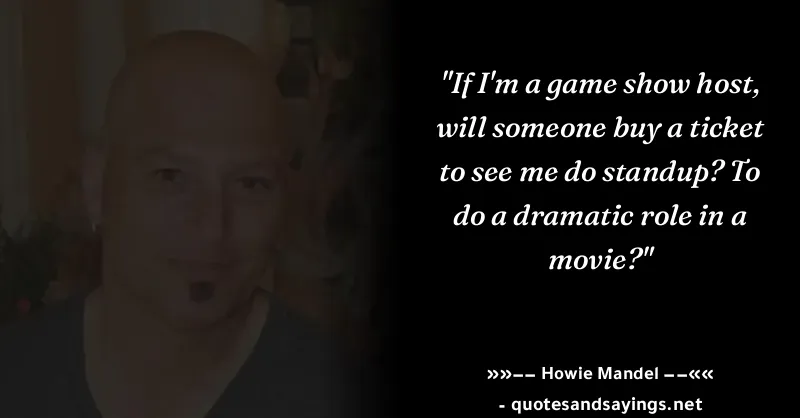 "If I'm a game show host,
will someone buy a ticket
to see me do standup? To
do a dramatic role in a
movie?"
»»−− Howie Mandel −−««
- quotesandsayings.net